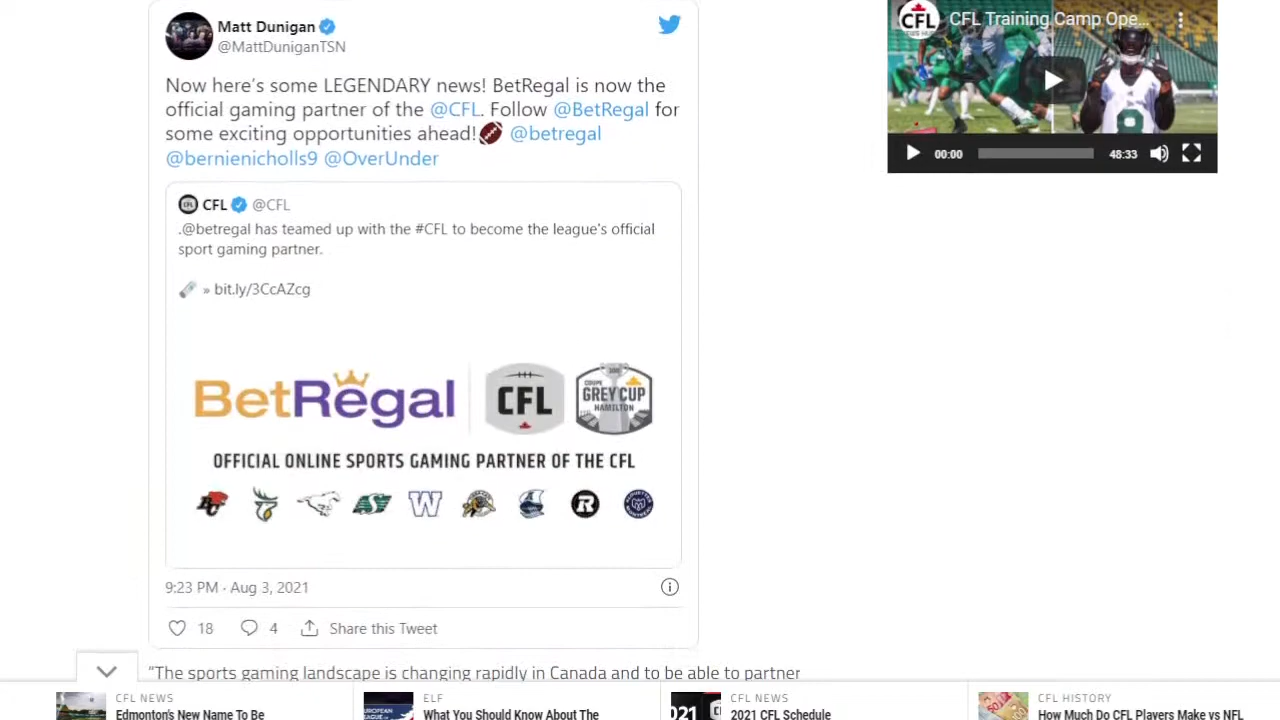 Matt Dunigan
@MattDuniganTSN
Now here's some LEGENDARY news! BetRegal is now the
official gaming partner of the @CFL. Follow @BetRegal for
some exciting opportunities ahead!🏈 @betregal
@bernienicholls9 @OverUnder
CFL @CFL
.@betregal has teamed up with the #CFL to become the league's official
sport gaming partner.
» bit.ly/3CcAZcg
BetRegal
CFL
COUPE
GREY CUP
HAMILTON
OFFICIAL ONLINE SPORTS GAMING PARTNER OF THE CFL
BC
S
W
R
9:23 PM · Aug 3, 2021
18
4
Share this Tweet
"The sports gaming landscape is changing rapidly in Canada and to be able to partner
CFL
CFL Training Camp Ope...
00:00
48:33
CFL NEWS
Edmonton's New Name To Be
ELF
What You Should Know About The
CFL NEWS
2021 CFL Schedule
CFL HISTORY
How Much Do CFL Players Make vs NFL